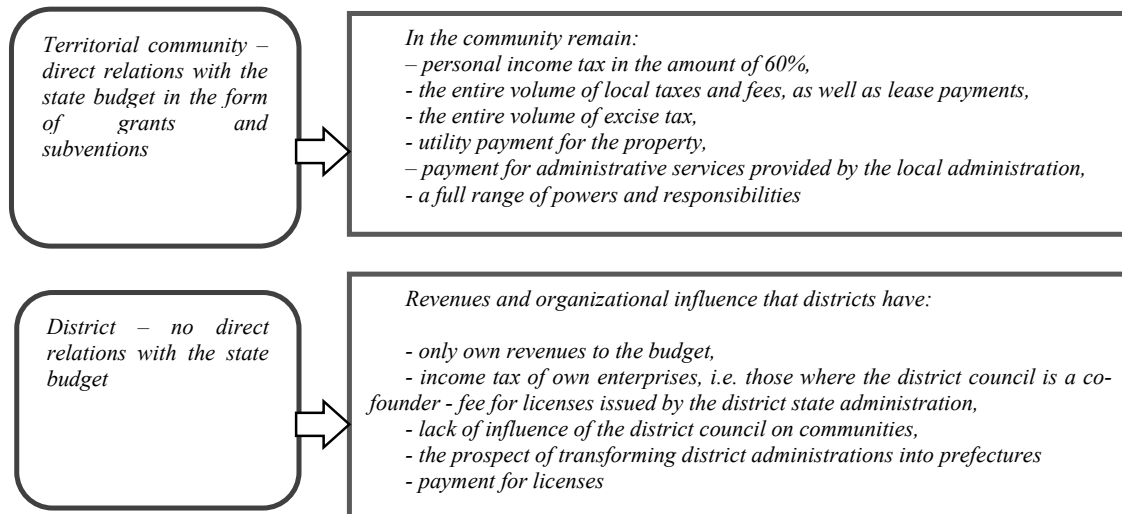 Territorial community –
direct relations with the
state budget in the form
of grants and
subventions
In the community remain:
– personal income tax in the amount of 60%,
- the entire volume of local taxes and fees, as well as lease payments,
- the entire volume of excise tax,
- utility payment for the property,
– payment for administrative services provided by the local administration,
- a full range of powers and responsibilities
District – no direct
relations with the state
budget
Revenues and organizational influence that districts have:
- only own revenues to the budget,
- income tax of own enterprises, i.e. those where the district council is a co-
founder - fee for licenses issued by the district state administration,
- lack of influence of the district council on communities,
- the prospect of transforming district administrations into prefectures
- payment for licenses